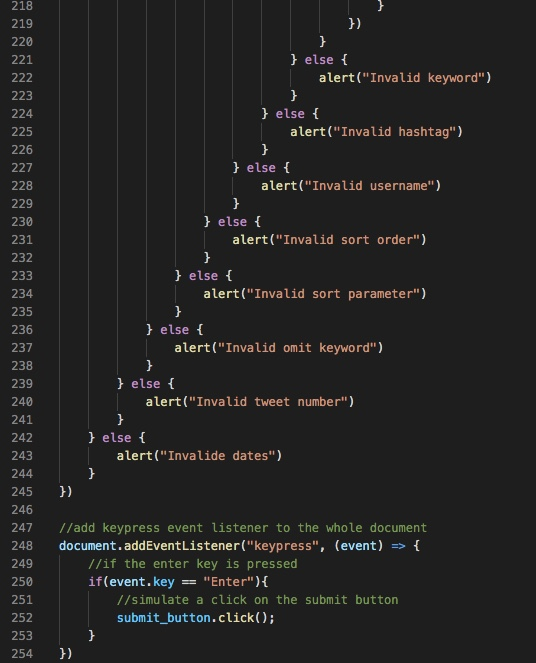 218 }
219 })
220 }
221 } else {
222 alert("Invalid keyword")
223 }
224 } else {
225 alert("Invalid hashtag")
226 }
227 } else {
228 alert("Invalid username")
229 }
230 } else {
231 alert("Invalid sort order")
232 }
233 } else {
234 alert("Invalid sort parameter")
235 }
236 } else {
237 alert("Invalid omit keyword")
238 }
239 } else {
240 alert("Invalid tweet number")
241 }
242 } else {
243 alert("Invalide dates")
244 }
245 })
246
247 //add keypress event listener to the whole document
248 document.addEventListener("keypress", (event) => {
249 //if the enter key is pressed
250 if(event.key == "Enter"){
251 //simulate a click on the submit button
252 submit_button.click();
253 }
254 })